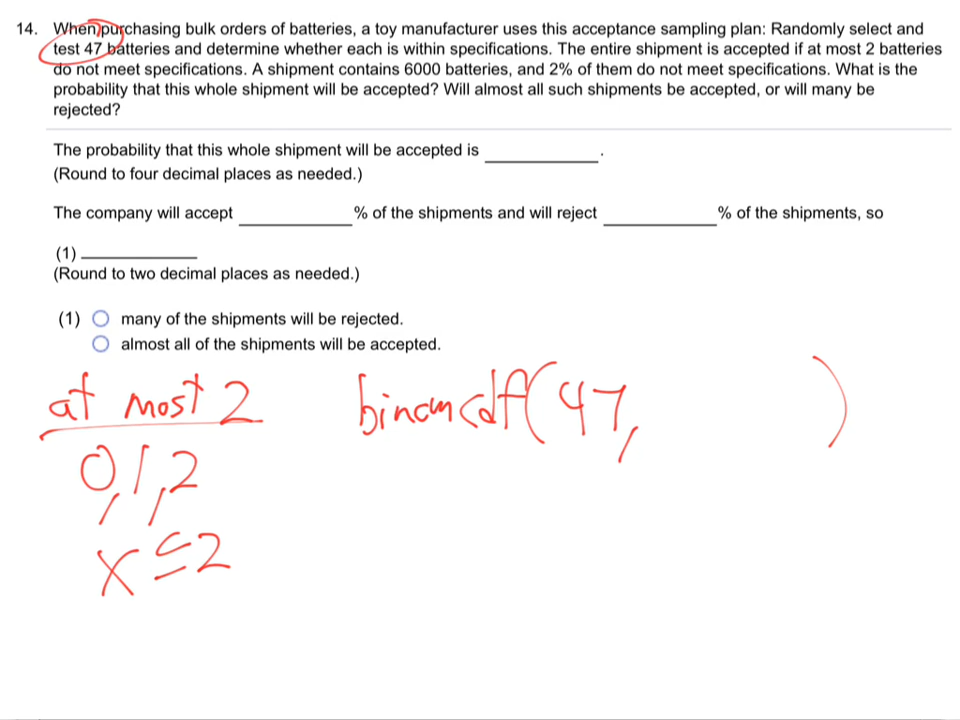 14. When purchasing bulk orders of batteries, a toy manufacturer uses this acceptance sampling plan: Randomly select and
test 47 batteries and determine whether each is within specifications. The entire shipment is accepted if at most 2 batteries
do not meet specifications. A shipment contains 6000 batteries, and 2% of them do not meet specifications. What is the
probability that this whole shipment will be accepted? Will almost all such shipments be accepted, or will many be
rejected?
The probability that this whole shipment will be accepted is ____________.
(Round to four decimal places as needed.)
The company will accept ____________ % of the shipments and will reject ____________ % of the shipments, so
(1) ____________
(Round to two decimal places as needed.)
(1) ○ many of the shipments will be rejected.
○ almost all of the shipments will be accepted.
at most 2 binomcdf(47, )
0,1,2
x≤2